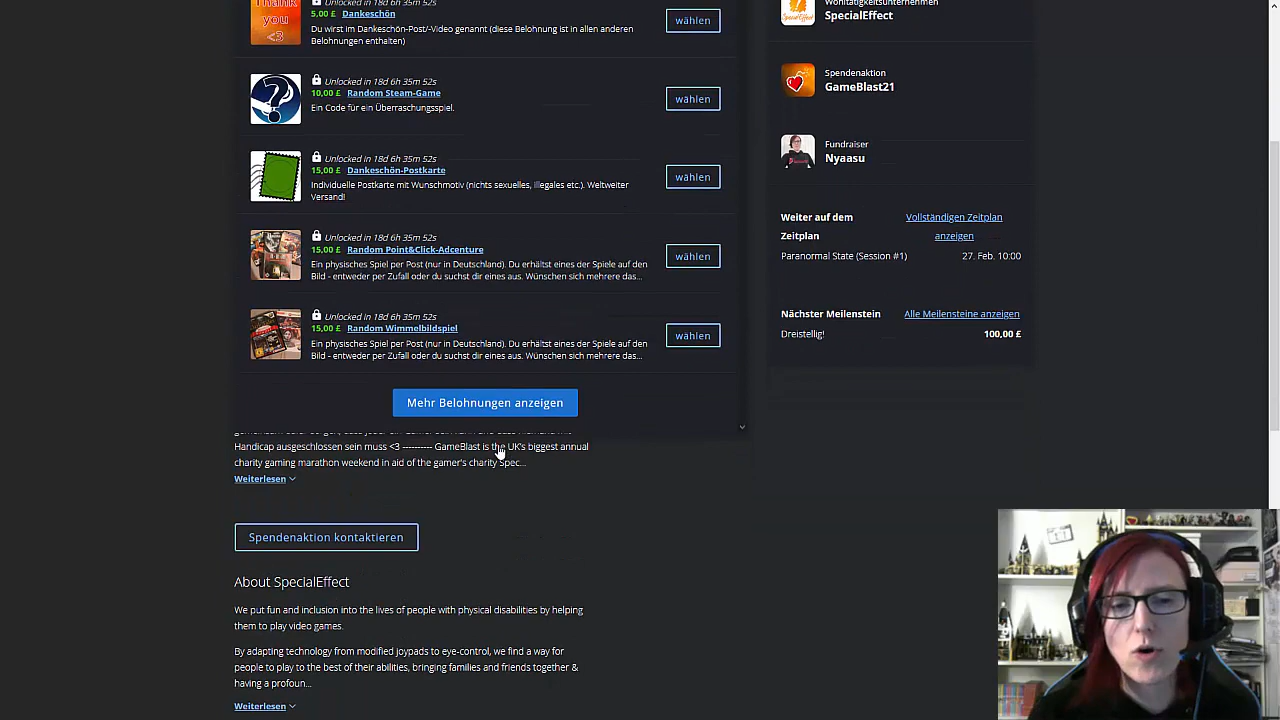 Thank
you
<3
Unlocked in 18d 6h 35m 52s
5,00 £ Dankeschön
Du wirst im Dankeschön-Post/-Video genannt (diese Belohnung ist in allen anderen
Belohnungen enthalten)
wählen
Unlocked in 18d 6h 35m 52s
10,00 £ Random Steam-Game
Ein Code für ein Überraschungsspiel.
wählen
Unlocked in 18d 6h 35m 52s
15,00 £ Dankeschön-Postkarte
Individuelle Postkarte mit Wunschmotiv (nichts sexuelles, illegales etc.). Weltweiter
Versand!
wählen
Unlocked in 18d 6h 35m 52s
15,00 £ Random Point&Click-Adcenture
Ein physisches Spiel per Post (nur in Deutschland). Du erhälst eines der Spiele auf den
Bild - entweder per Zufall oder du suchst dir eines aus. Wünschen sich mehrere das...
wählen
Unlocked in 18d 6h 35m 52s
15,00 £ Random Wimmelbildspiel
Ein physisches Spiel per Post (nur in Deutschland). Du erhälst eines der Spiele auf den
Bild - entweder per Zufall oder du suchst dir eines aus. Wünschen sich mehrere das...
wählen
Mehr Belohnungen anzeigen
Handicap ausgeschlossen sein muss <3 ---------- GameBlast is the UK's biggest annual
charity gaming marathon weekend in aid of the gamer's charity Spec...
Weiterlesen
Spendenaktion kontaktieren
About SpecialEffect
We put fun and inclusion into the lives of people with physical disabilities by helping
them to play video games.
By adapting technology from modified joypads to eye-control, we find a way for
people to play to the best of their abilities, bringing families and friends together &
having a profoun...
Weiterlesen
Wohltätigkeitsunternehmen
SpecialEffect
SpecialEffect
Spendenaktion
GameBlast21
Fundraiser
Nyaasu
Weiter auf dem
Zeitplan
Vollständigen Zeitplan
anzeigen
Paranormal State (Session #1) 27. Feb. 10:00
Nächster Meilenstein Alle Meilensteine anzeigen
Dreistellig! 100,00 £